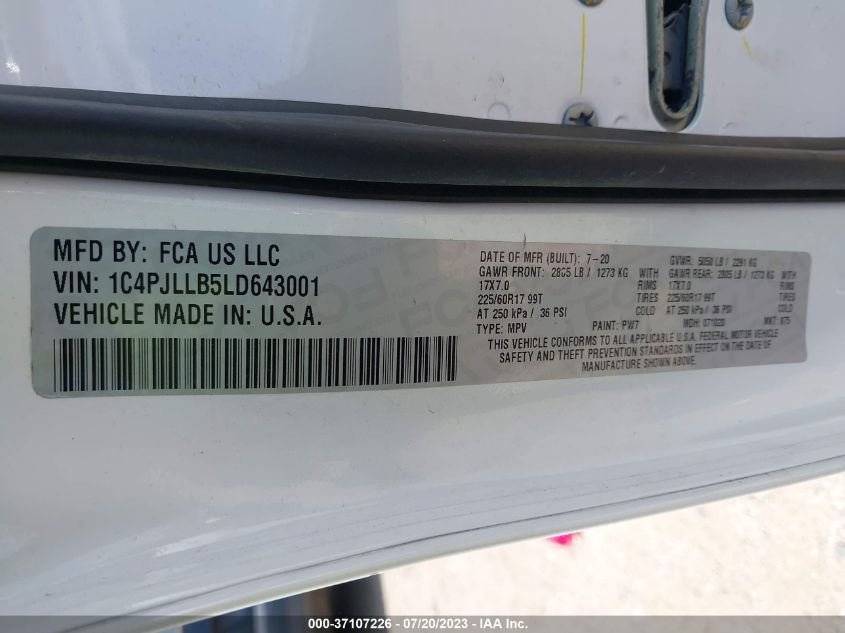 MFD BY: FCA US LLC
VIN: 1C4PJLLB5LD643001
VEHICLE MADE IN: U.S.A.
DATE OF MFR (BUILT): 7-20 GVWR: 5050 LB / 2291 KG
GAWR FRONT: 2805 LB / 1273 KG GAWR REAR: 2805 LB / 1273 KG
17X7.0 RIMS 17X7.0 RIMS
225/60R17 99T TIRES 225/60R17 99T TIRES
AT 250 kPa / 36 PSI COLD AT 250 kPa / 36 PSI COLD
TYPE: MPV PAINT: PW7 MDH: 071020 MKT: 875
THIS VEHICLE CONFORMS TO ALL APPLICABLE U.S.A. FEDERAL MOTOR VEHICLE
SAFETY AND THEFT PREVENTION STANDARDS IN EFFECT ON THE DATE OF
MANUFACTURE SHOWN ABOVE.
000-37107226 - 07/20/2023 - IAA Inc.